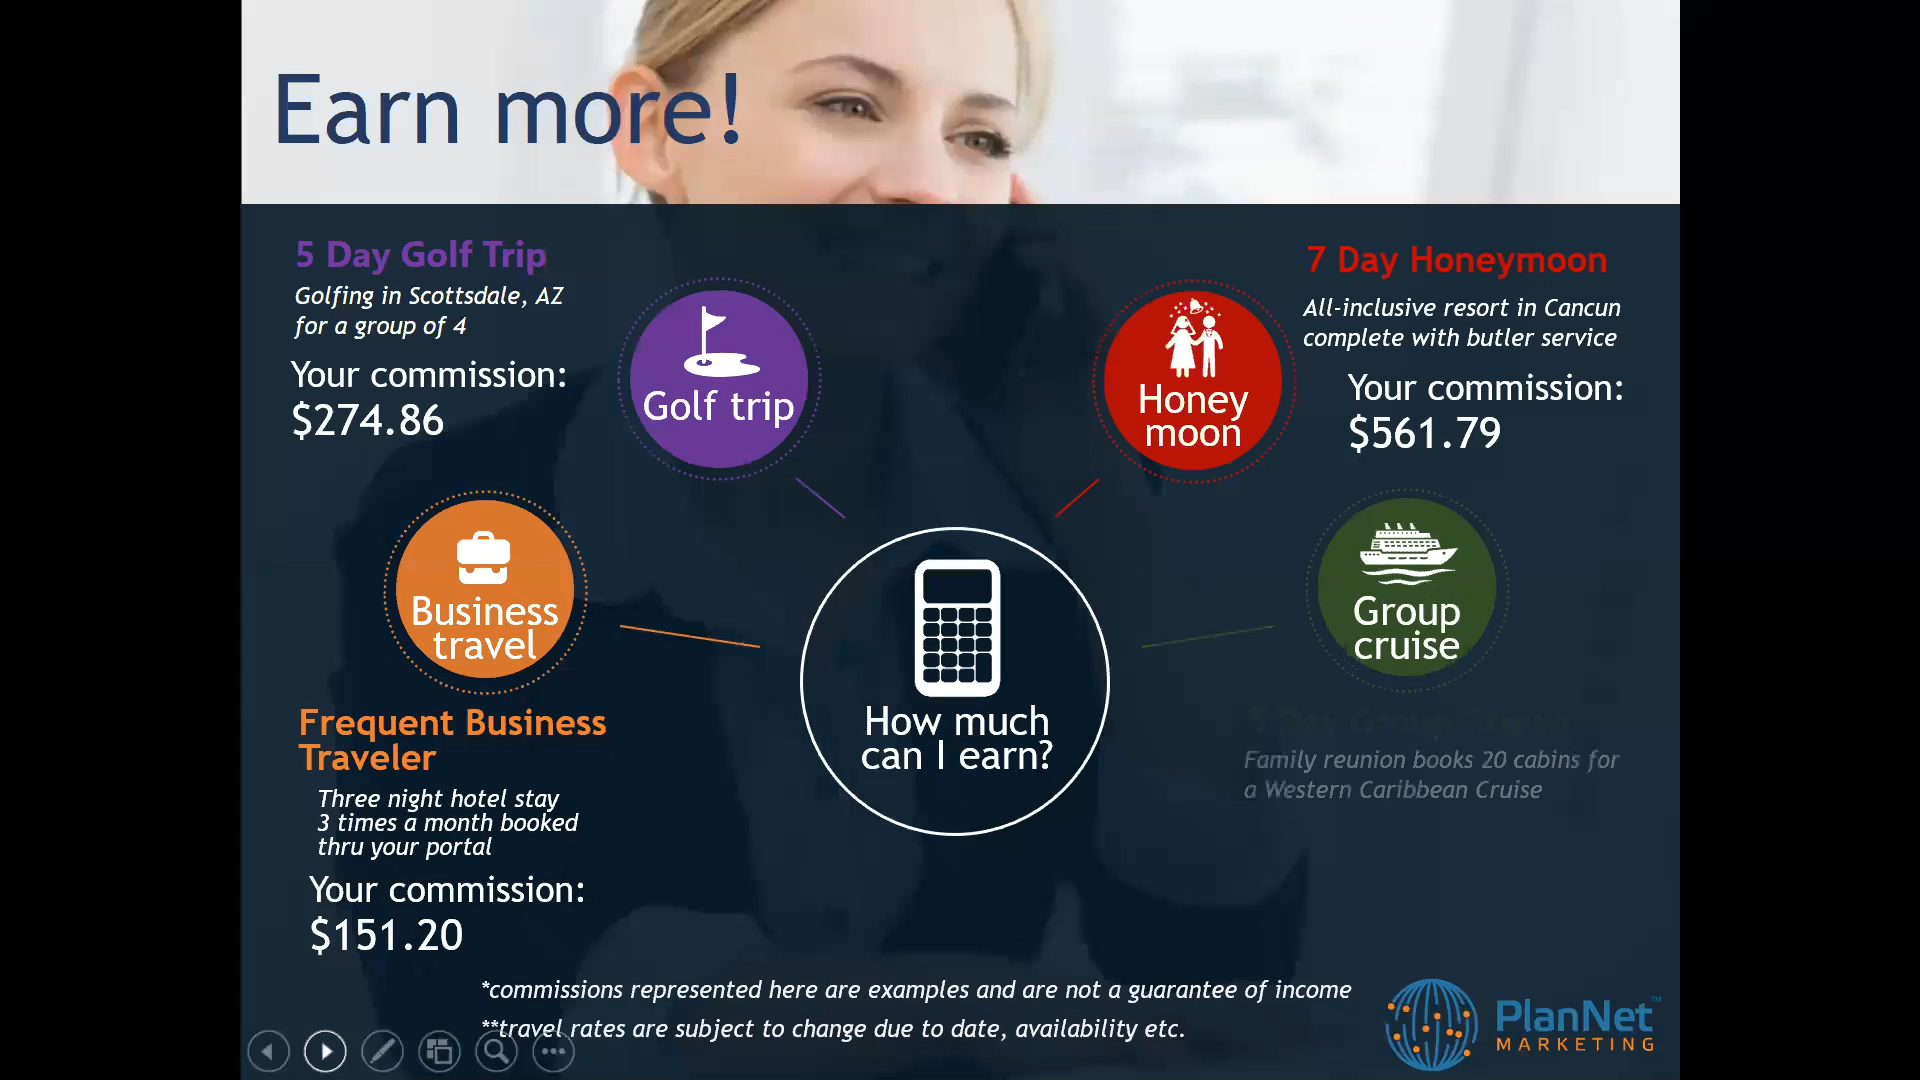 Earn more!
5 Day Golf Trip
Golfing in Scottsdale, AZ
for a group of 4
Your commission:
$274.86
Golf trip
7 Day Honeymoon
All-inclusive resort in Cancun
complete with butler service
Your commission:
$561.79
Honey
moon
Business
travel
Frequent Business
Traveler
Three night hotel stay
3 times a month booked
thru your portal
Your commission:
$151.20
How much
can I earn?
Group
cruise
Day Group Cruise
Family reunion books 20 cabins for
a Western Caribbean Cruise
*commissions represented here are examples and are not a guarantee of income
**travel rates are subject to change due to date, availability etc.
PlanNet™
MARKETING